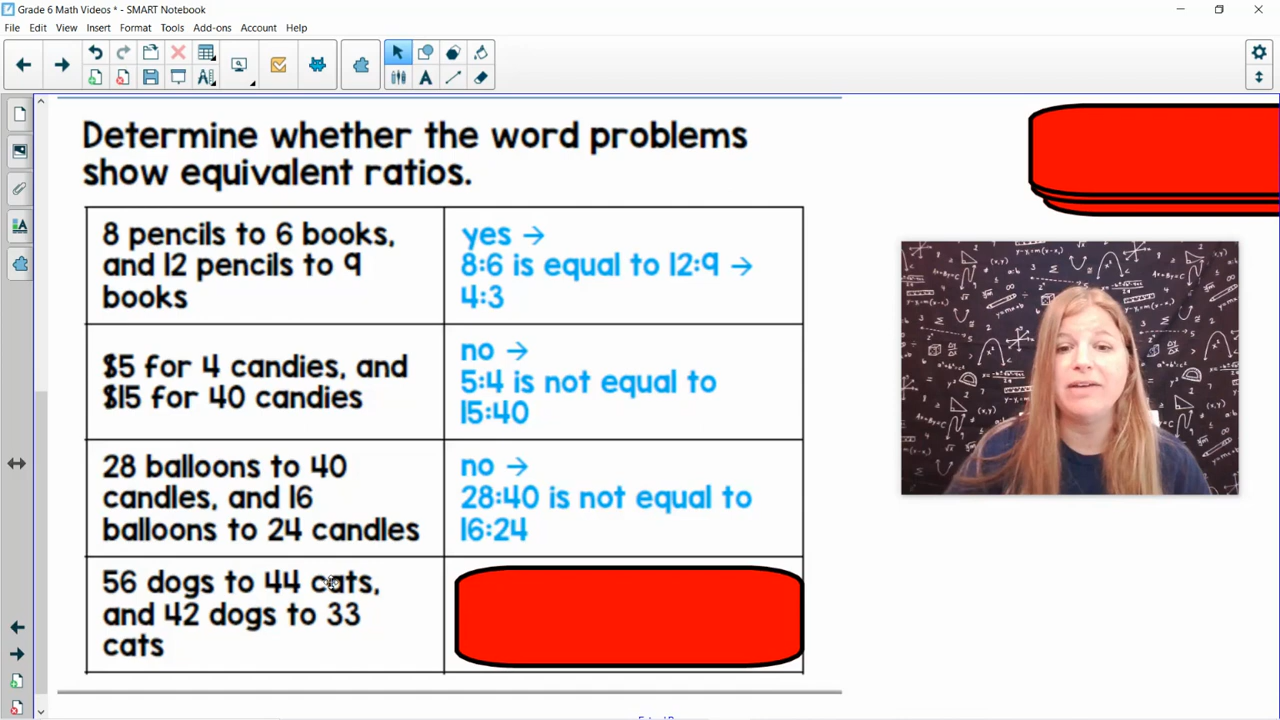 Grade 6 Math Videos * - SMART Notebook
File Edit View Insert Format Tools Add-ons Account Help
Determine whether the word problems
show equivalent ratios.
8 pencils to 6 books,
and 12 pencils to 9
books
yes →
8:6 is equal to 12:9 →
4:3
$5 for 4 candies, and
$15 for 40 candies
no →
5:4 is not equal to
15:40
28 balloons to 40
candles, and 16
balloons to 24 candles
no →
28:40 is not equal to
16:24
56 dogs to 44 cats,
and 42 dogs to 33
cats